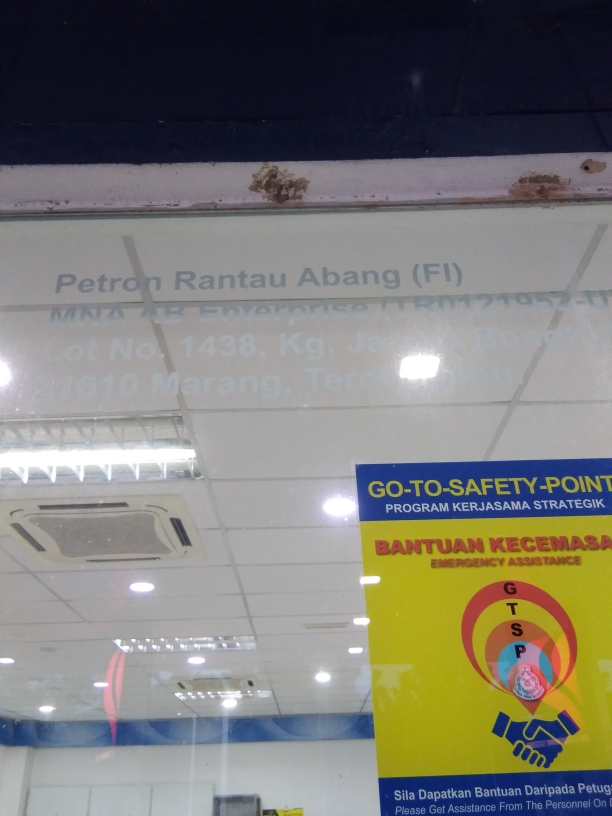 Petron Rantau Abang (FI)
MNA AB Enterprise
Lot No. 1438, Kg.
21610 Marang,
GO-TO-SAFETY-POINT
PROGRAM KERJASAMA STRATEGIK
BANTUAN KECEMASA
EMERGENCY ASSISTANCE
G
T
S
P
Sila Dapatkan Bantuan Daripada Petuga
Please Get Assistance From The Personnel On D